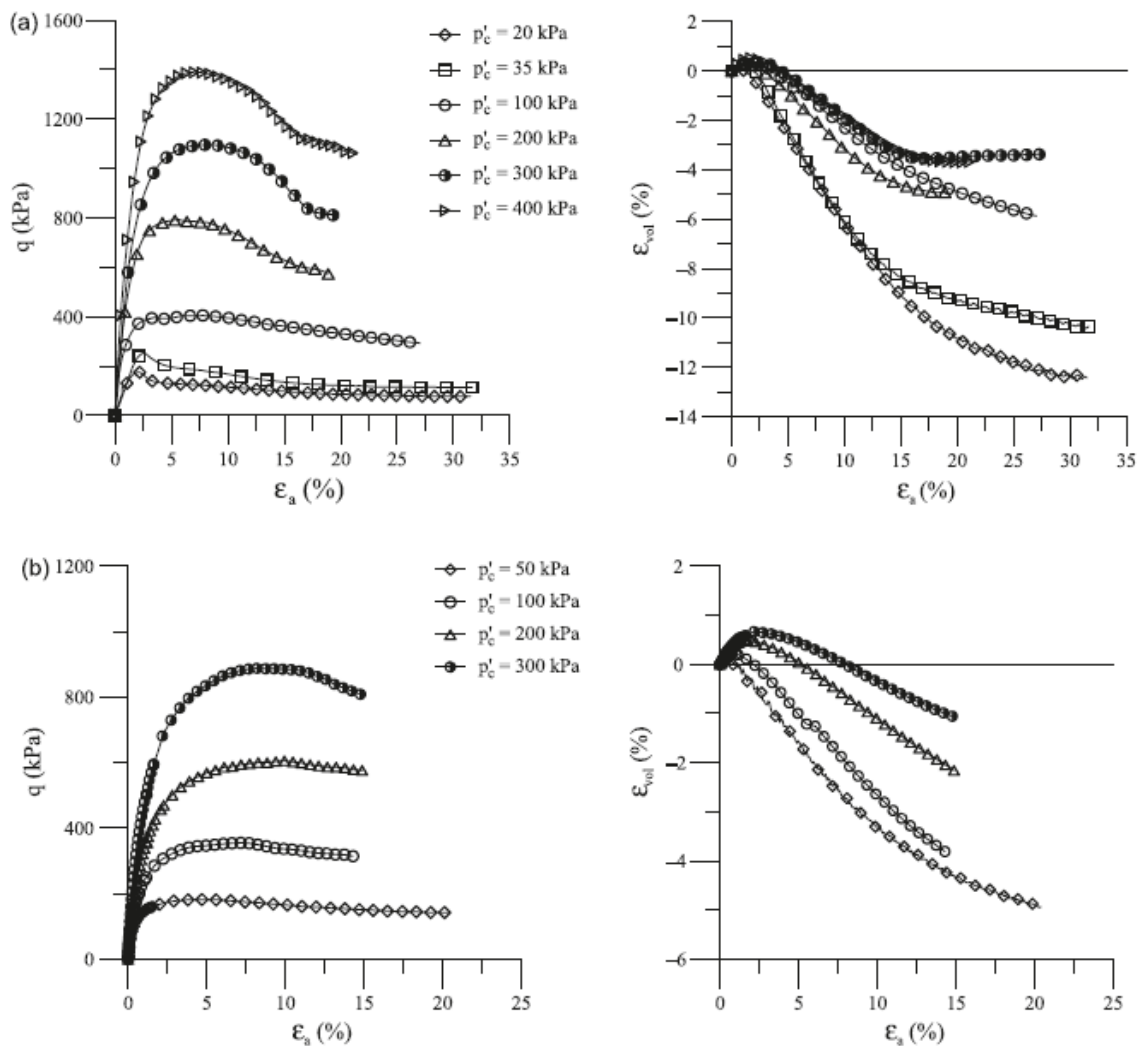 (a)
1600
1200
800
400
0
q (kPa)
0 5 10 15 20 25 30 35
εa (%)
p'c = 20 kPa
p'c = 35 kPa
p'c = 100 kPa
p'c = 200 kPa
p'c = 300 kPa
p'c = 400 kPa
2
0
–2
–4
–6
–8
–10
–12
–14
εvol (%)
0 5 10 15 20 25 30 35
εa (%)
(b)
1200
800
400
0
q (kPa)
0 5 10 15 20 25
εa (%)
p'c = 50 kPa
p'c = 100 kPa
p'c = 200 kPa
p'c = 300 kPa
2
0
–2
–4
–6
εvol (%)
0 5 10 15 20 25
εa (%)